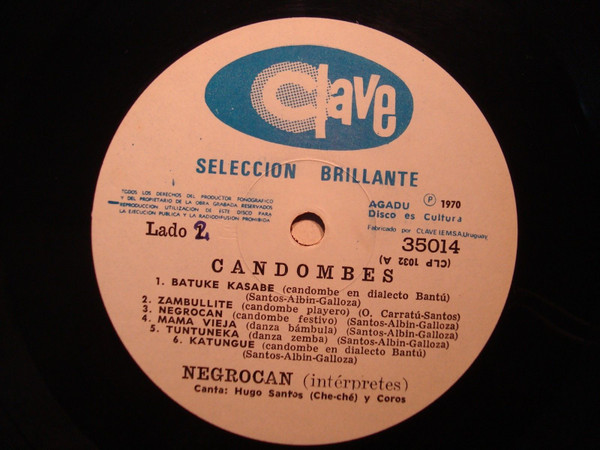 Clave
SELECCION BRILLANTE
TODOS LOS DERECHOS DEL PRODUCTOR FONOGRAFICO
Y DEL PROPIETARIO DE LA OBRA GRABADA RESERVADOS
REPRODUCCION UTILIZACION DE ESTE DISCO PARA
LA EJECUCION PUBLICA Y LA RADIODIFUSION PROHIBIDA
AGADU Ⓟ 1970
Disco es Cultura
Fabricado por CLAVE IEMSA, Uruguay
Lado 2
35014
(CLP 1032 A)
CANDOMBES
1. BATUKE KASABE (candombe en dialecto Bantú)
(Santos-Albin-Galloza)
2. ZAMBULLITE (candombe playero) (O. Carratú-Santos)
3. NEGROCAN (candombe festivo) (Santos-Albin-Galloza)
4. MAMA VIEJA (danza bámbula) (Santos-Albin-Galloza)
5. TUNTUNEKA (danza zemba) (Santos-Albin-Galloza)
6. KATUNGUE (candombe en dialecto Bantú)
(Santos-Albin-Galloza)
NEGROCAN (intérpretes)
Canta: Hugo Santos (Che-ché) y Coros